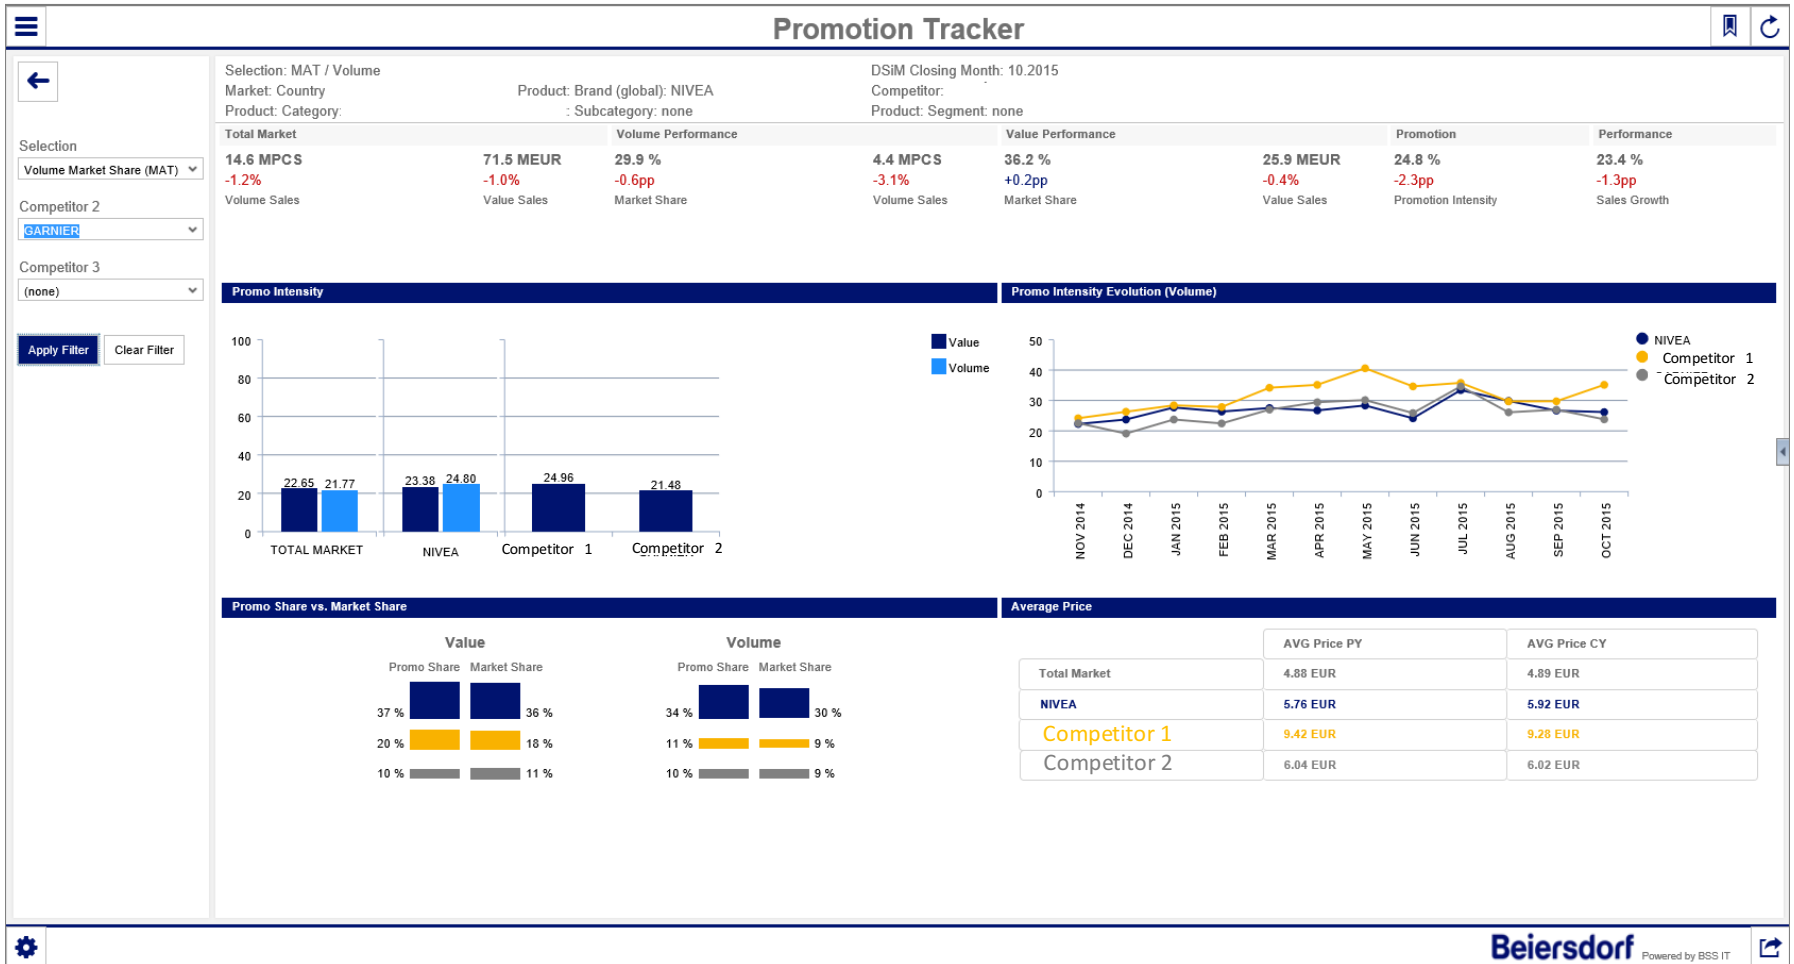 Promotion Tracker
Selection: MAT / Volume
DSiM Closing Month: 10.2015
Market: Country
Product: Brand (global): NIVEA
Competitor:
Product: Category:
: Subcategory: none
Product: Segment: none
Selection
Volume Market Share (MAT)
Competitor 2
GARNIER
Competitor 3
(none)
Apply Filter
Clear Filter
Total Market
Volume Performance
Value Performance
Promotion
Performance
14.6 MPCS
71.5 MEUR
29.9 %
4.4 MPCS
36.2 %
25.9 MEUR
24.8 %
23.4 %
-1.2%
-1.0%
-0.6pp
-3.1%
+0.2pp
-0.4%
-2.3pp
-1.3pp
Volume Sales
Value Sales
Market Share
Volume Sales
Market Share
Value Sales
Promotion Intensity
Sales Growth
Promo Intensity
100
80
60
40
20
0
22.65
21.77
23.38
24.80
24.96
21.48
TOTAL MARKET
NIVEA
Competitor 1
Competitor 2
Value
Volume
Promo Intensity Evolution (Volume)
50
40
30
20
10
0
NOV 2014
DEC 2014
JAN 2015
FEB 2015
MAR 2015
APR 2015
MAY 2015
JUN 2015
JUL 2015
AUG 2015
SEP 2015
OCT 2015
NIVEA
Competitor 1
Competitor 2
Promo Share vs. Market Share
Value
Promo Share
Market Share
37 %
36 %
20 %
18 %
10 %
11 %
Volume
Promo Share
Market Share
34 %
30 %
11 %
9 %
10 %
9 %
Average Price
AVG Price PY
AVG Price CY
Total Market
4.88 EUR
4.89 EUR
NIVEA
5.76 EUR
5.92 EUR
Competitor 1
9.42 EUR
9.28 EUR
Competitor 2
6.04 EUR
6.02 EUR
Beiersdorf
Powered by BSS IT